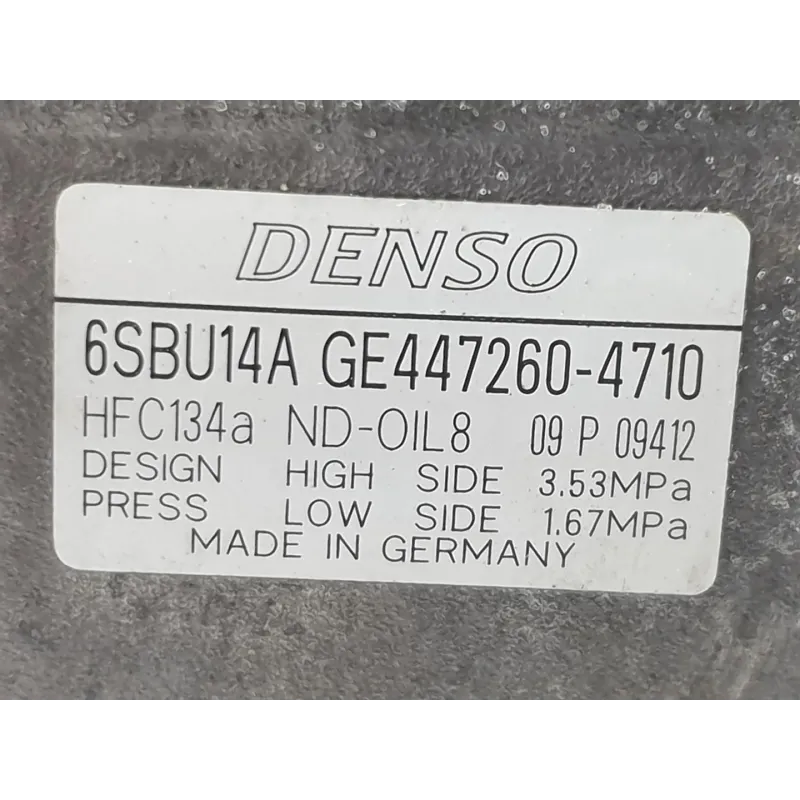 DENSO
6SBU14A GE447260-4710
HFC134a ND-OIL8 09 P 09412
DESIGN HIGH SIDE 3.53MPa
PRESS LOW SIDE 1.67MPa
MADE IN GERMANY